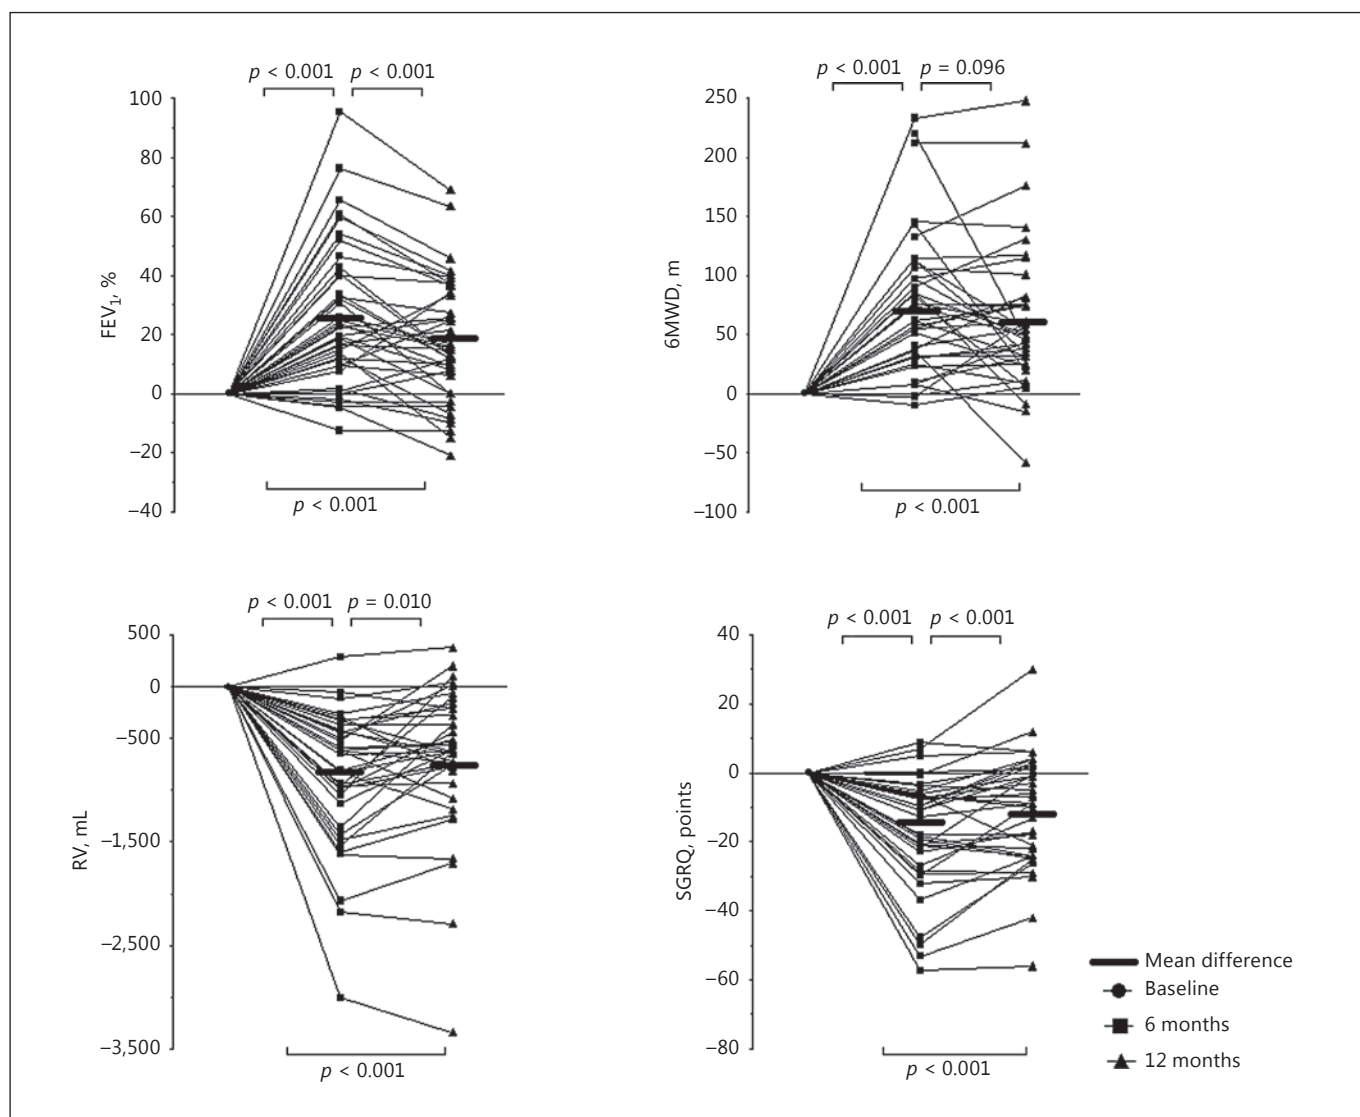 p < 0.001 p < 0.001
100
80
60
40
20
0
−20
−40
FEV1, %
p < 0.001
p < 0.001 p = 0.096
250
200
150
100
50
0
−50
−100
6MWD, m
p < 0.001
p < 0.001 p = 0.010
500
0
−500
−1,500
−2,500
−3,500
RV, mL
p < 0.001
p < 0.001 p < 0.001
40
20
0
−20
−40
−60
−80
SGRQ, points
p < 0.001
Mean difference
Baseline
6 months
12 months